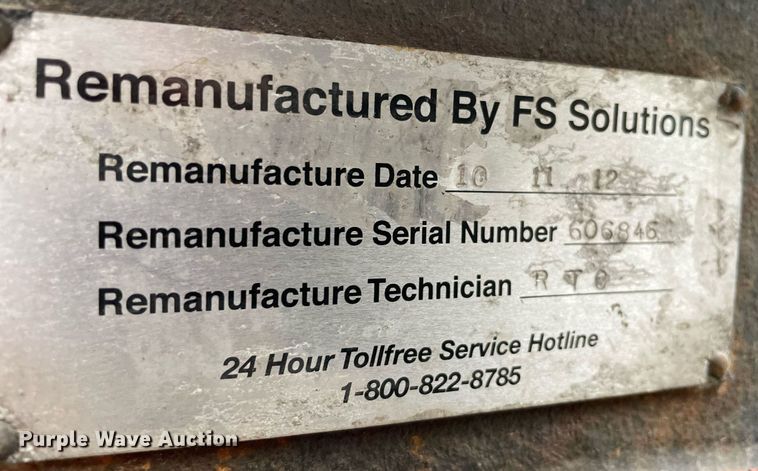 Remanufactured By FS Solutions
Remanufacture Date 10 11 12
Remanufacture Serial Number 606846
Remanufacture Technician R T
24 Hour Tollfree Service Hotline
1-800-822-8785
Purple Wave Auction